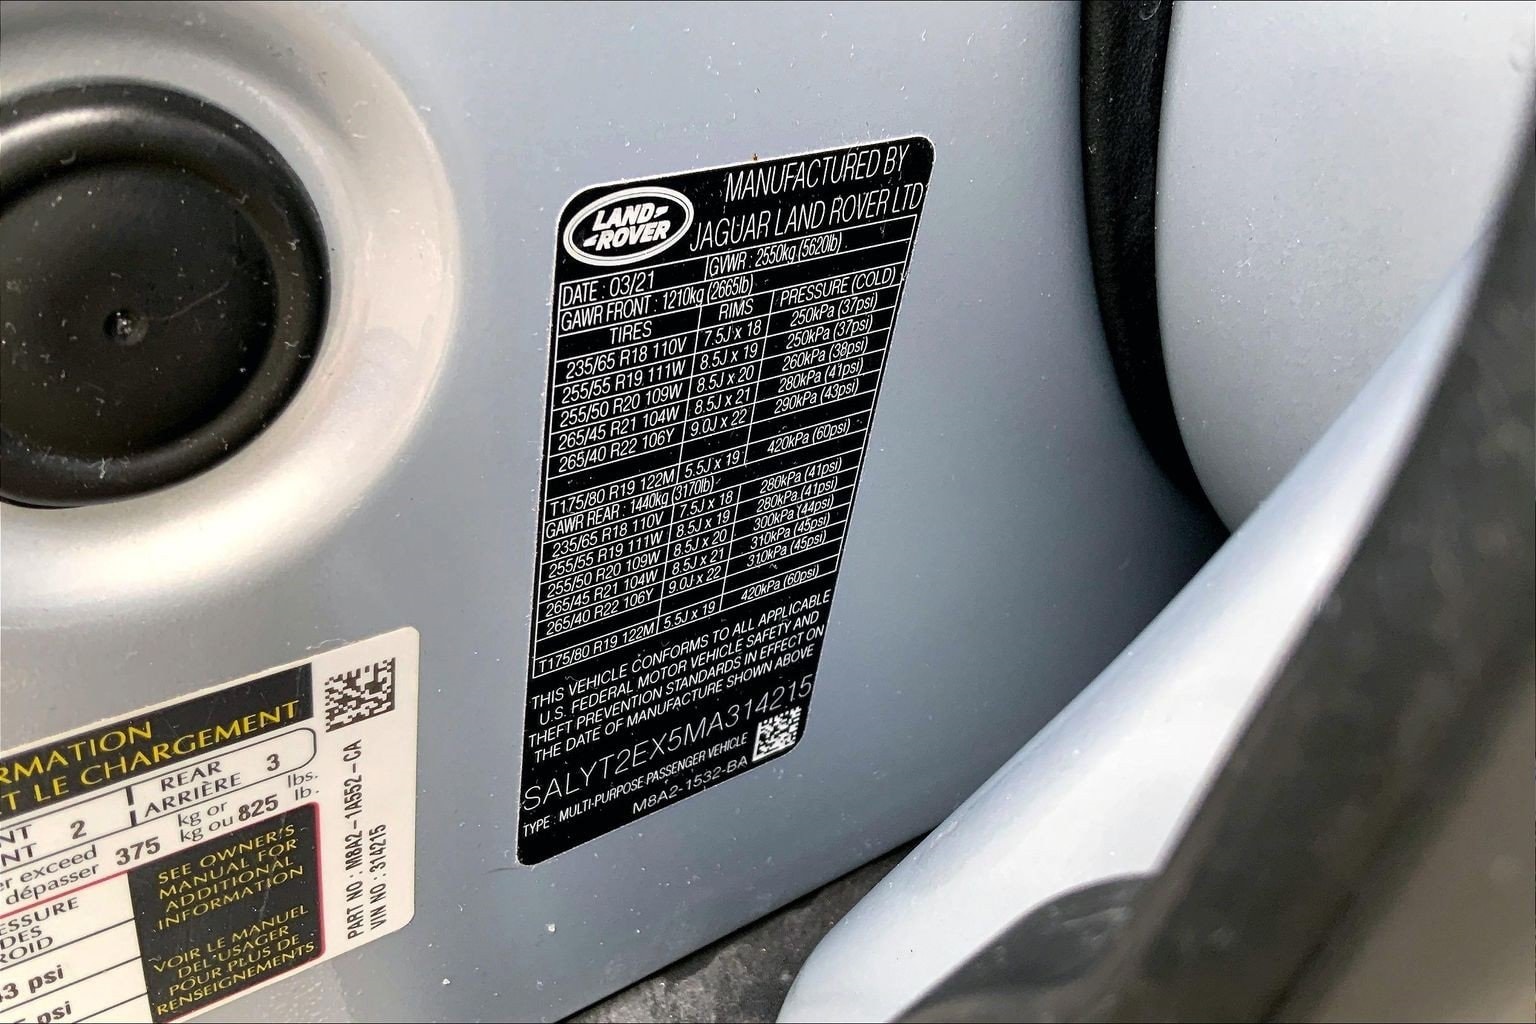 LAND-
-ROVER
MANUFACTURED BY
JAGUAR LAND ROVER LTD
DATE : 03/21 GVWR : 2550kg (5620lb)
GAWR FRONT : 1210kg (2665lb)
TIRES RIMS PRESSURE (COLD)
235/65 R18 110V 7.5J x 18 250kPa (37psi)
255/55 R19 111W 8.5J x 19 250kPa (37psi)
255/50 R20 109W 8.5J x 20 260kPa (38psi)
265/45 R21 104W 8.5J x 21 280kPa (41psi)
265/40 R22 106Y 9.0J x 22 290kPa (43psi)
T175/80 R19 122M 5.5J x 19 420kPa (60psi)
GAWR REAR : 1440kg (3170lb)
235/65 R18 110V 7.5J x 18 280kPa (41psi)
255/55 R19 111W 8.5J x 19 280kPa (41psi)
255/50 R20 109W 8.5J x 20 300kPa (44psi)
265/45 R21 104W 8.5J x 21 310kPa (45psi)
265/40 R22 106Y 9.0J x 22 310kPa (45psi)
T175/80 R19 122M 5.5J x 19 420kPa (60psi)
THIS VEHICLE CONFORMS TO ALL APPLICABLE
U.S. FEDERAL MOTOR VEHICLE SAFETY AND
THEFT PREVENTION STANDARDS IN EFFECT ON
THE DATE OF MANUFACTURE SHOWN ABOVE
SALYT2EX5MA314215
TYPE : MULTI-PURPOSE PASSENGER VEHICLE
M8A2-1532-BA
RMATION
T LE CHARGEMENT
NT 2 REAR 3
NT ARRIÈRE
er exceed 375 kg or 825 lbs.
dépasser kg ou lb.
ESSURE
DES
ROID
43 psi
psi
SEE OWNER'S
MANUAL FOR
ADDITIONAL
INFORMATION
VOIR LE MANUEL
DEL'USAGER
POUR PLUS DE
RENSEIGNEMENTS
PART NO : M8A2-1A552-CA
VIN NO : 314215